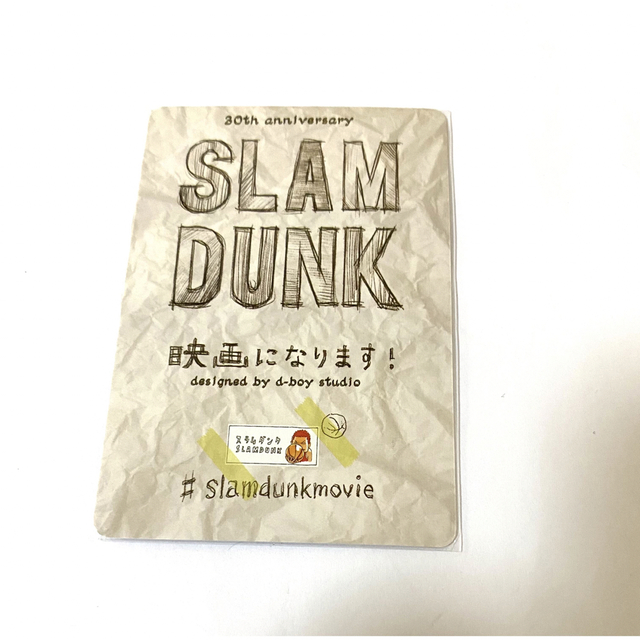 30th anniversary
SLAM
DUNK
映画になります!
designed by d-boy studio
スラムダンク
SLAMDUNK
# slamdunkmovie